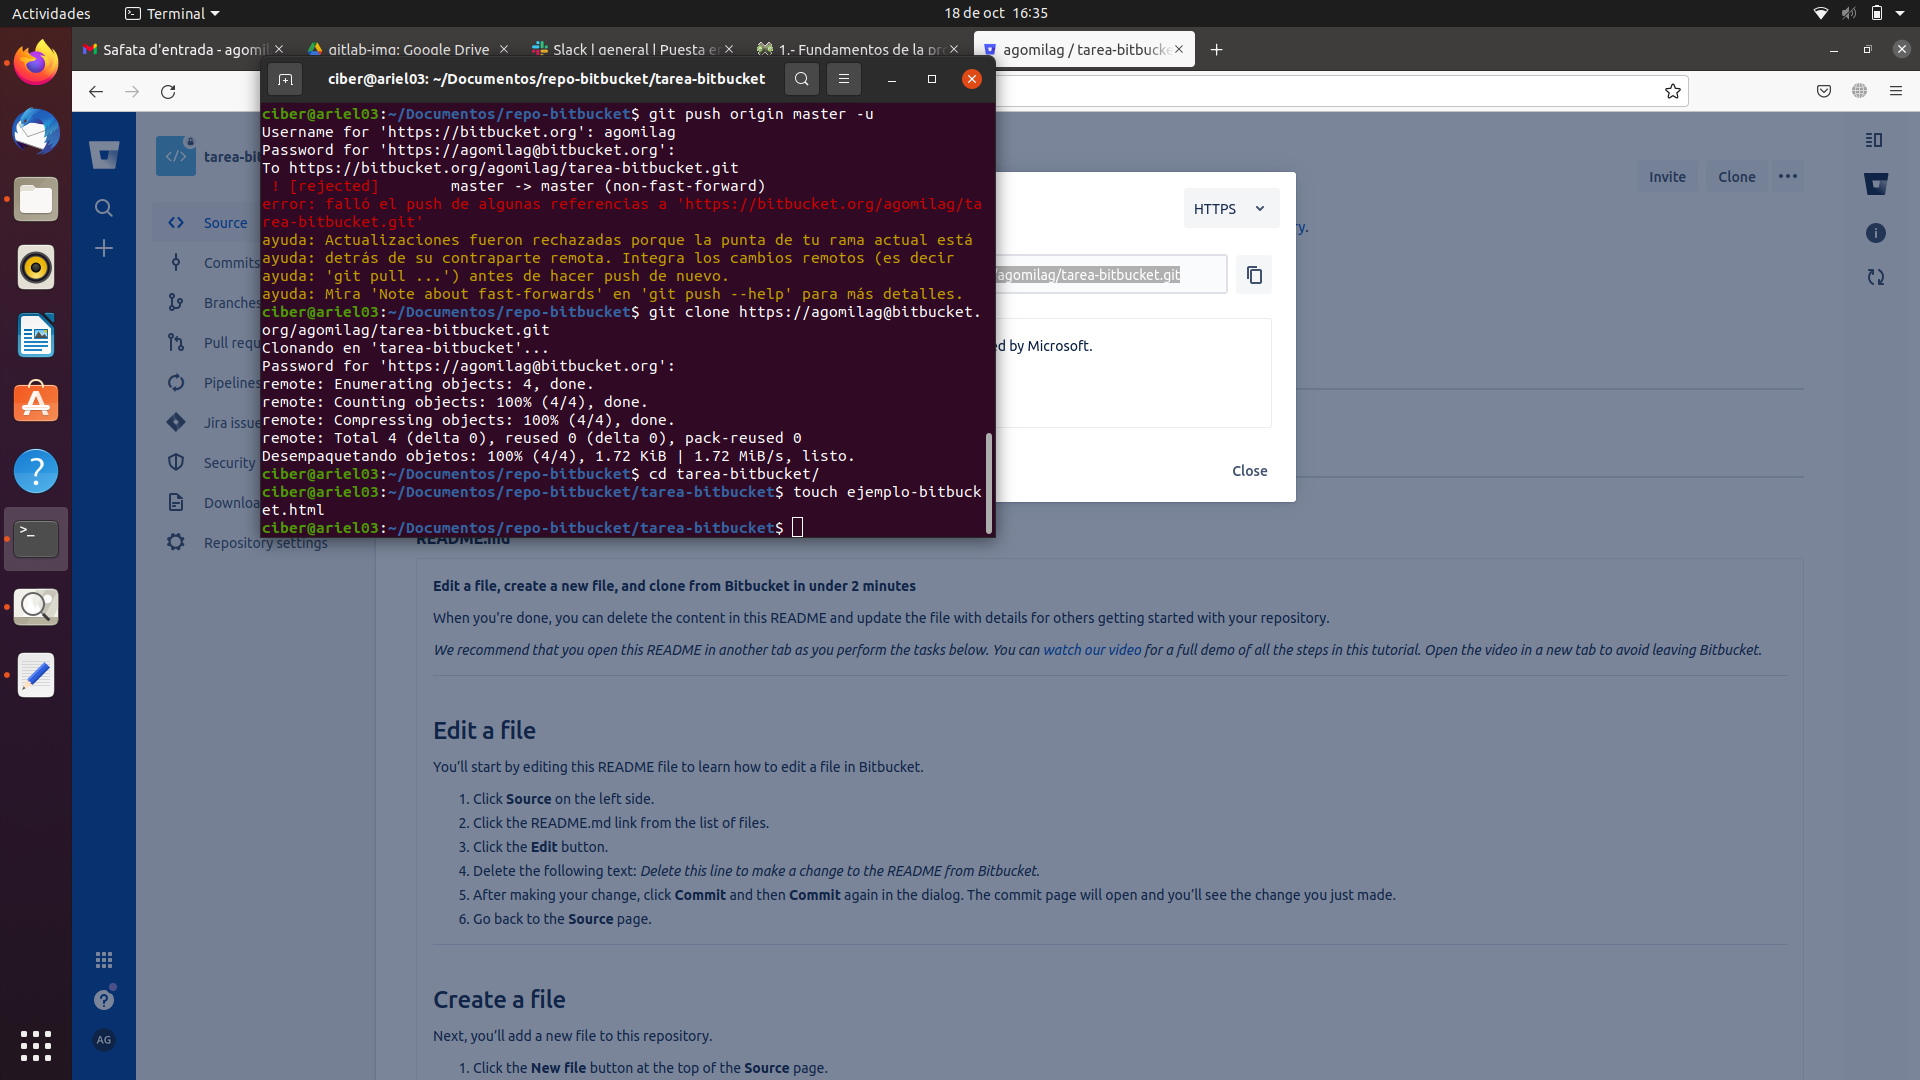 Actividades
Terminal
18 de oct 16:35
Safata d'entrada - agomil
gitlab-img: Google Drive
Slack | general | Puesta e
1.- Fundamentos de la pr
agomilag / tarea-bitbucke
ciber@ariel03: ~/Documentos/repo-bitbucket/tarea-bitbucket
ciber@ariel03:~/Documentos/repo-bitbucket$ git push origin master -u
Username for 'https://bitbucket.org': agomilag
Password for 'https://agomilag@bitbucket.org':
To https://bitbucket.org/agomilag/tarea-bitbucket.git
! [rejected] master -> master (non-fast-forward)
error: falló el push de algunas referencias a 'https://bitbucket.org/agomilag/ta
rea-bitbucket.git'
ayuda: Actualizaciones fueron rechazadas porque la punta de tu rama actual está
ayuda: detrás de su contraparte remota. Integra los cambios remotos (es decir
ayuda: 'git pull ...') antes de hacer push de nuevo.
ayuda: Mira 'Note about fast-forwards' en 'git push --help' para más detalles.
ciber@ariel03:~/Documentos/repo-bitbucket$ git clone https://agomilag@bitbucket.
org/agomilag/tarea-bitbucket.git
Clonando en 'tarea-bitbucket'...
Password for 'https://agomilag@bitbucket.org':
remote: Enumerating objects: 4, done.
remote: Counting objects: 100% (4/4), done.
remote: Compressing objects: 100% (4/4), done.
remote: Total 4 (delta 0), reused 0 (delta 0), pack-reused 0
Desempaquetando objetos: 100% (4/4), 1.72 KiB | 1.72 MiB/s, listo.
ciber@ariel03:~/Documentos/repo-bitbucket$ cd tarea-bitbucket/
ciber@ariel03:~/Documentos/repo-bitbucket/tarea-bitbucket$ touch ejemplo-bitbuck
et.html
ciber@ariel03:~/Documentos/repo-bitbucket/tarea-bitbucket$
tarea-bi
Source
Commits
Branches
Pull requ
Pipelines
Jira issue
Security
Downloa
Repository settings
AG
Invite
Clone
HTTPS
ry.
/agomilag/tarea-bitbucket.git
ed by Microsoft.
Close
README.md
Edit a file, create a new file, and clone from Bitbucket in under 2 minutes
When you're done, you can delete the content in this README and update the file with details for others getting started with your repository.
We recommend that you open this README in another tab as you perform the tasks below. You can watch our video for a full demo of all the steps in this tutorial. Open the video in a new tab to avoid leaving Bitbucket.
Edit a file
You'll start by editing this README file to learn how to edit a file in Bitbucket.
1. Click Source on the left side.
2. Click the README.md link from the list of files.
3. Click the Edit button.
4. Delete the following text: Delete this line to make a change to the README from Bitbucket.
5. After making your change, click Commit and then Commit again in the dialog. The commit page will open and you'll see the change you just made.
6. Go back to the Source page.
Create a file
Next, you'll add a new file to this repository.
1. Click the New file button at the top of the Source page.